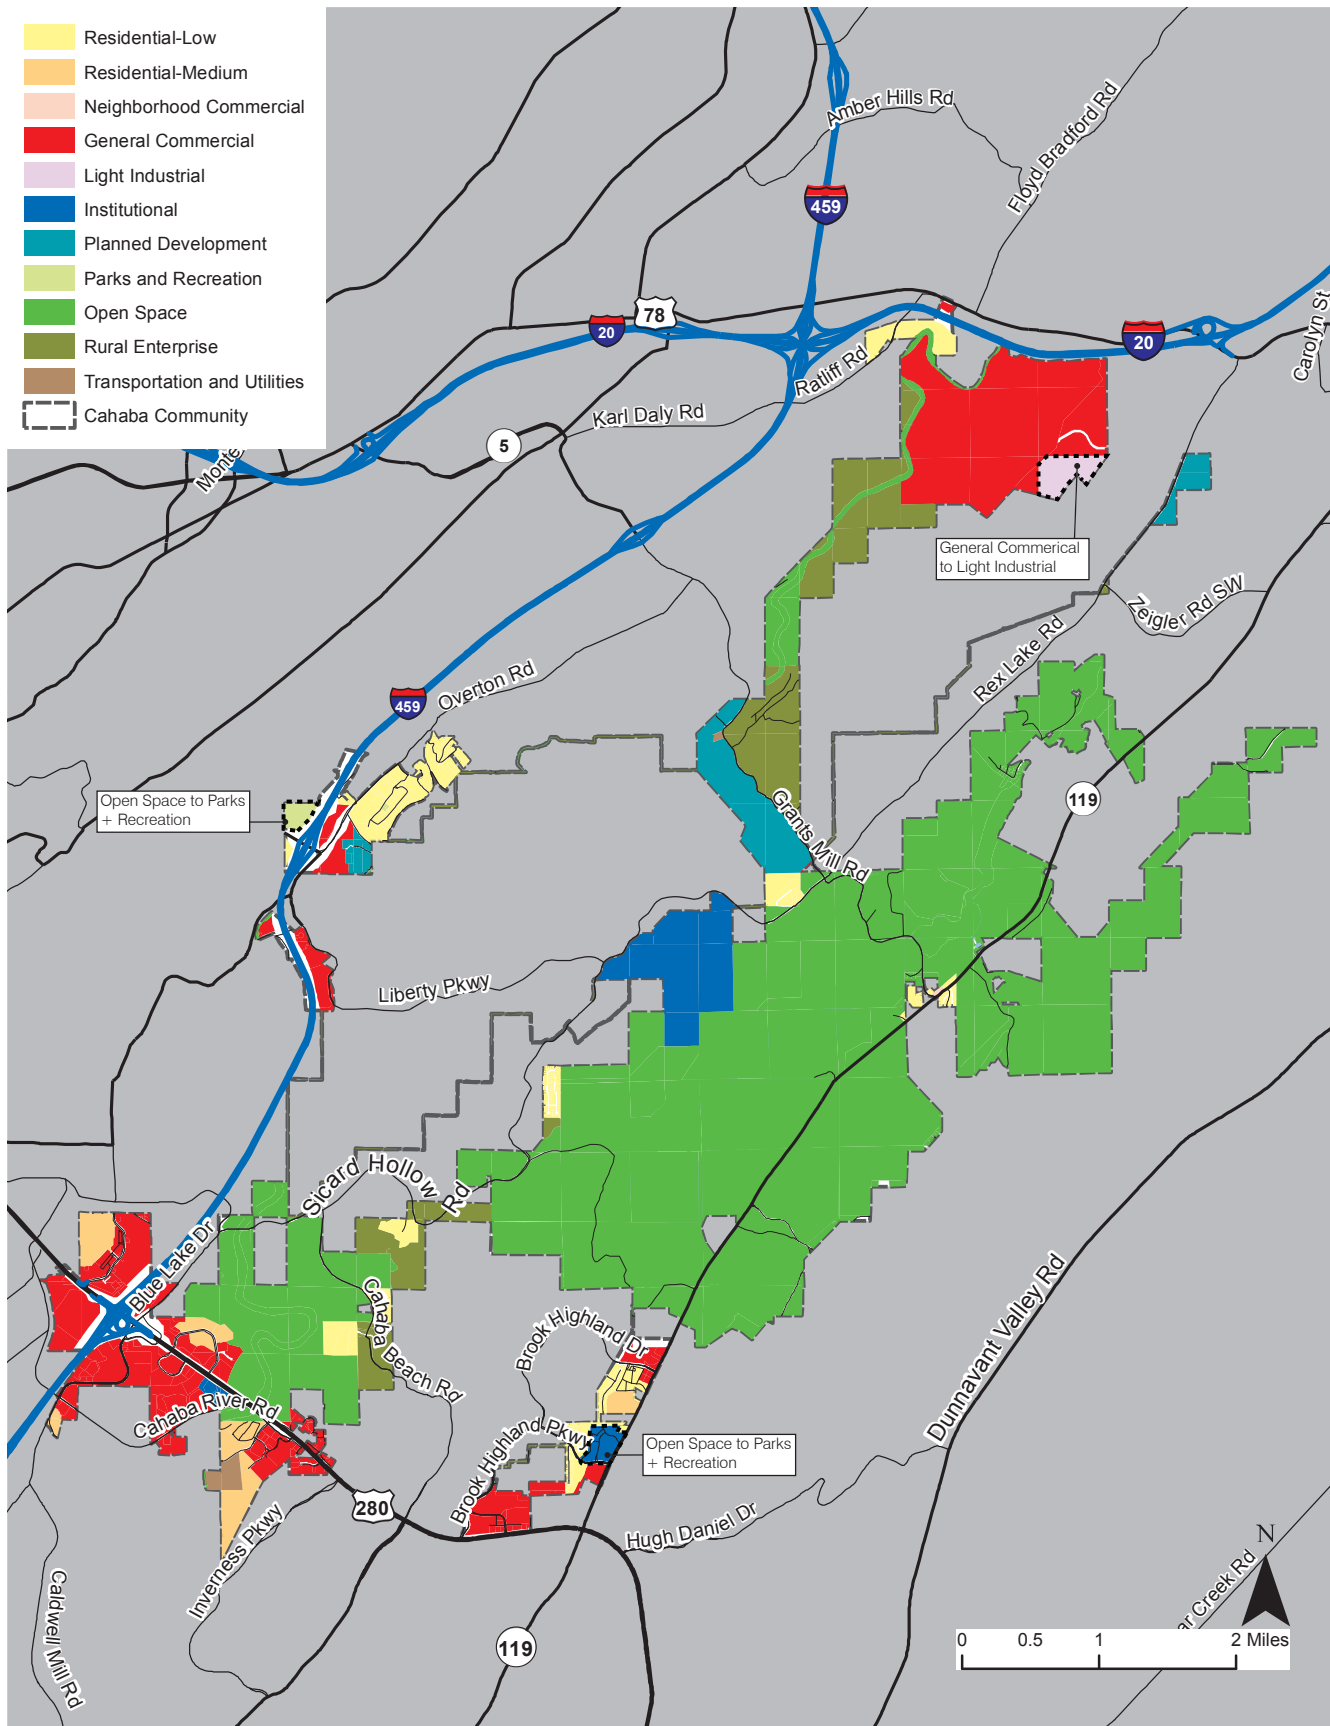 Residential-Low
Residential-Medium
Neighborhood Commercial
General Commercial
Light Industrial
Institutional
Planned Development
Parks and Recreation
Open Space
Rural Enterprise
Transportation and Utilities
Cahaba Community
Amber Hills Rd
Floyd Bradford Rd
459
78
20
20
Carolyn St
Ratliff Rd
Karl Daly Rd
5
Monte
General Commerical
to Light Industrial
Zeigler Rd SW
Rex Lake Rd
Overton Rd
459
119
Open Space to Parks
+ Recreation
Grants Mill Rd
Liberty Pkwy
Sicard Hollow Rd
Blue Lake Dr
Cahaba Beach Rd
Brook Highland Dr
Dunnavant Valley Rd
Cahaba River Rd
Brook Highland Pkwy
Open Space to Parks
+ Recreation
280
Inverness Pkwy
Hugh Daniel Dr
Caldwell Mill Rd
119
N
ar Creek Rd
0 0.5 1 2 Miles